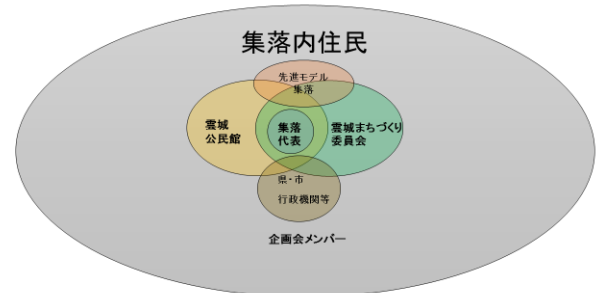 集落内住民
先進モデル
集落
雲城
公民館
集落
代表
雲城まちづくり
委員会
県・市
行政機関等
企画会メンバー